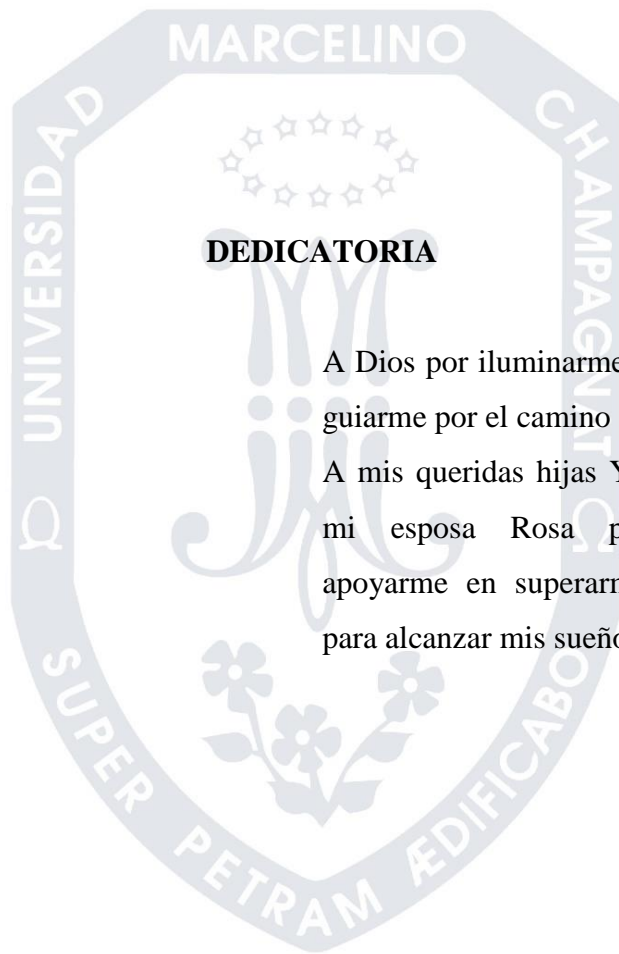 MARCELINO
UNIVERSIDAD
CHAMPAGNAT
DEDICATORIA
A Dios por iluminarme
guiarme por el camino
A mis queridas hijas
mi esposa Rosa
apoyarme en
para alcanzar mis
SUPER PETRAM ÆDIFICABO